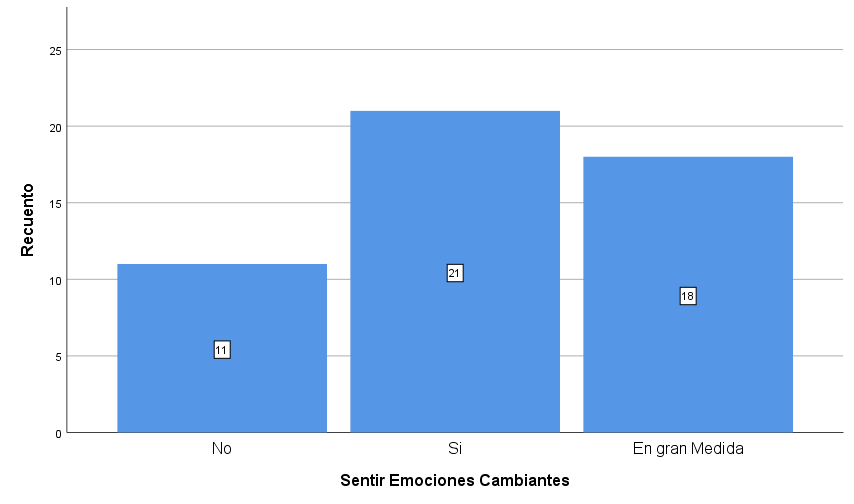 25
20
15
10
5
0
Recuento
11
21
18
No
Si
En gran Medida
Sentir Emociones Cambiantes